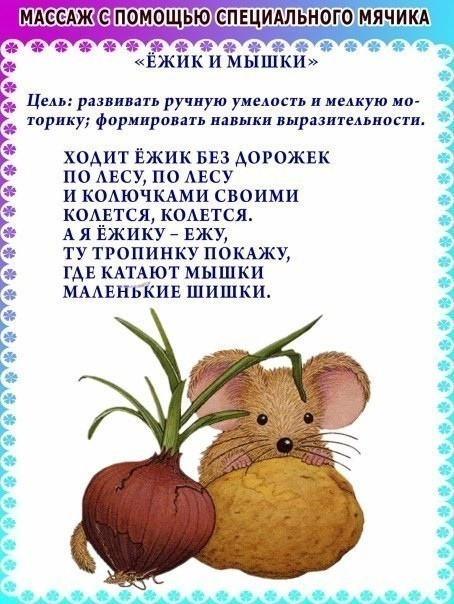 МАССАЖ С ПОМОЩЬЮ СПЕЦИАЛЬНОГО МЯЧИКА
«ЁЖИК И МЫШКИ»
Цель: развивать ручную умелость и мелкую мо-
торику; формировать навыки выразительности.
ХОДИТ ЁЖИК БЕЗ ДОРОЖЕК
ПО ЛЕСУ, ПО ЛЕСУ
И КОЛЮЧКАМИ СВОИМИ
КОЛЕТСЯ, КОЛЕТСЯ.
А Я ЁЖИКУ – ЕЖУ,
ТУ ТРОПИНКУ ПОКАЖУ,
ГДЕ КАТАЮТ МЫШКИ
МАЛЕНЬКИЕ ШИШКИ.